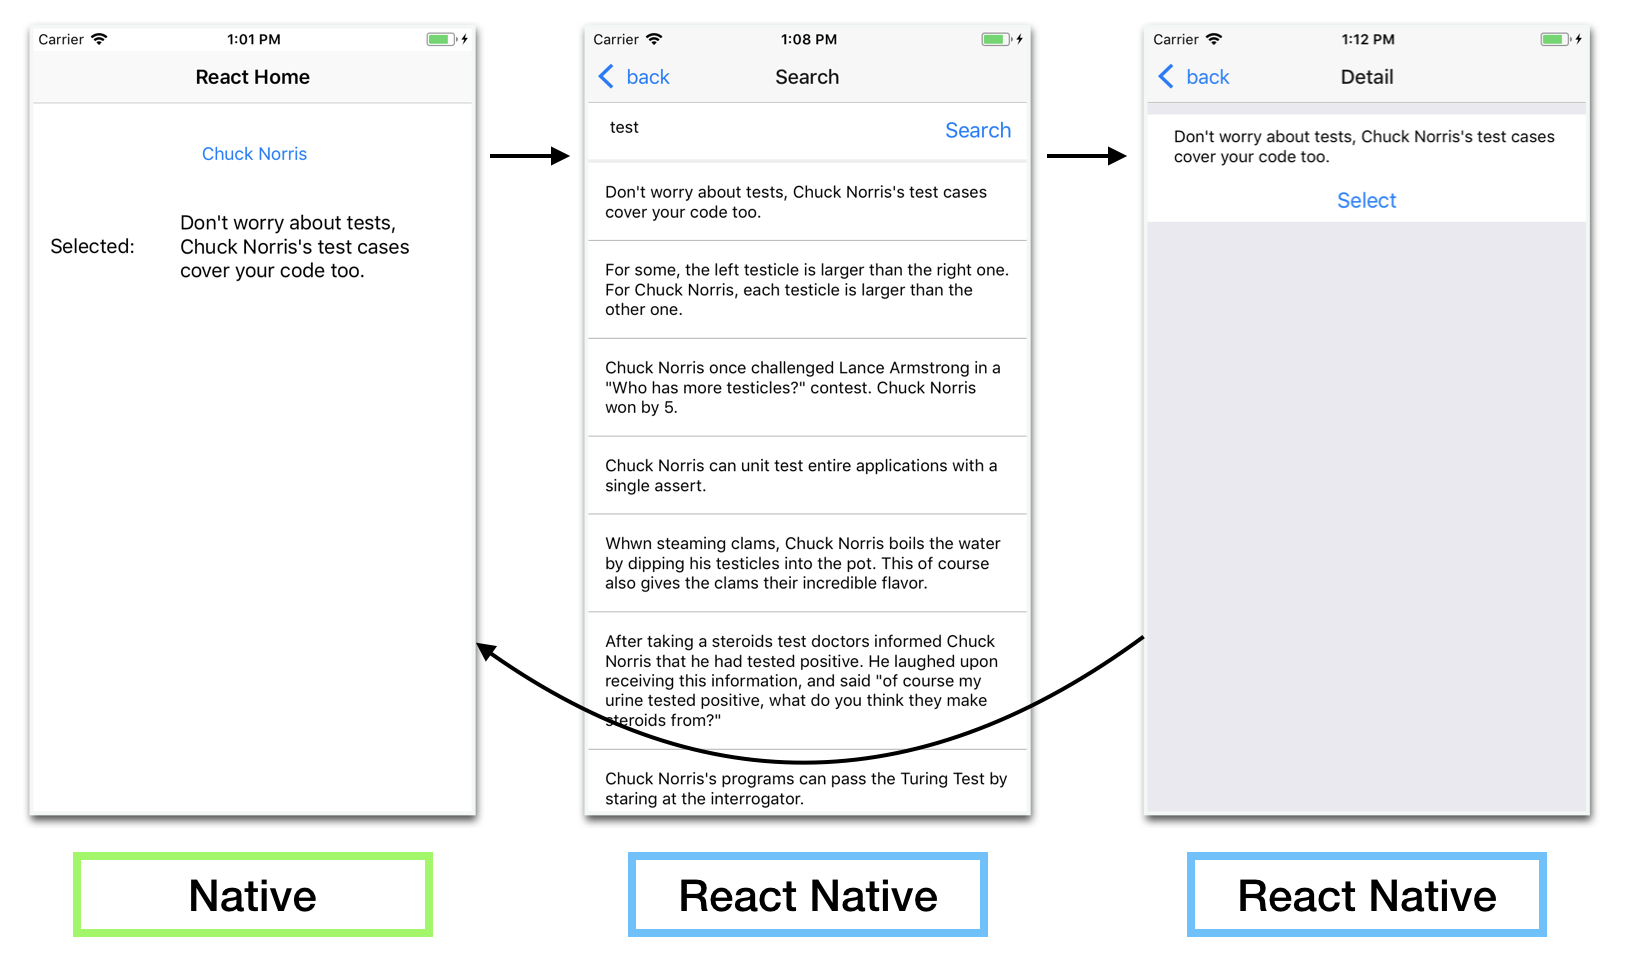 Carrier 1:01 PM
React Home
Chuck Norris
Selected:
Don't worry about tests,
Chuck Norris's test cases
cover your code too.
Native
Carrier 1:08 PM
back Search
test Search
Don't worry about tests, Chuck Norris's test cases
cover your code too.
For some, the left testicle is larger than the right one.
For Chuck Norris, each testicle is larger than the
other one.
Chuck Norris once challenged Lance Armstrong in a
"Who has more testicles?" contest. Chuck Norris
won by 5.
Chuck Norris can unit test entire applications with a
single assert.
Whwn steaming clams, Chuck Norris boils the water
by dipping his testicles into the pot. This of course
also gives the clams their incredible flavor.
After taking a steroids test doctors informed Chuck
Norris that he had tested positive. He laughed upon
receiving this information, and said "of course my
urine tested positive, what do you think they make
steroids from?"
Chuck Norris's programs can pass the Turing Test by
staring at the interrogator.
React Native
Carrier 1:12 PM
back Detail
Don't worry about tests, Chuck Norris's test cases
cover your code too.
Select
React Native